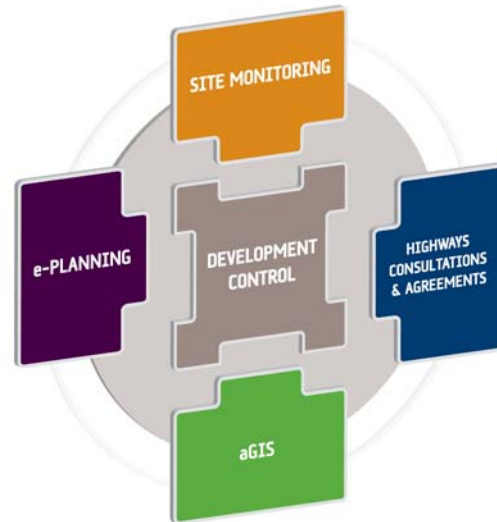 SITE MONITORING
e-PLANNING
DEVELOPMENT
CONTROL
HIGHWAYS
CONSULTATIONS
& AGREEMENTS
aGIS